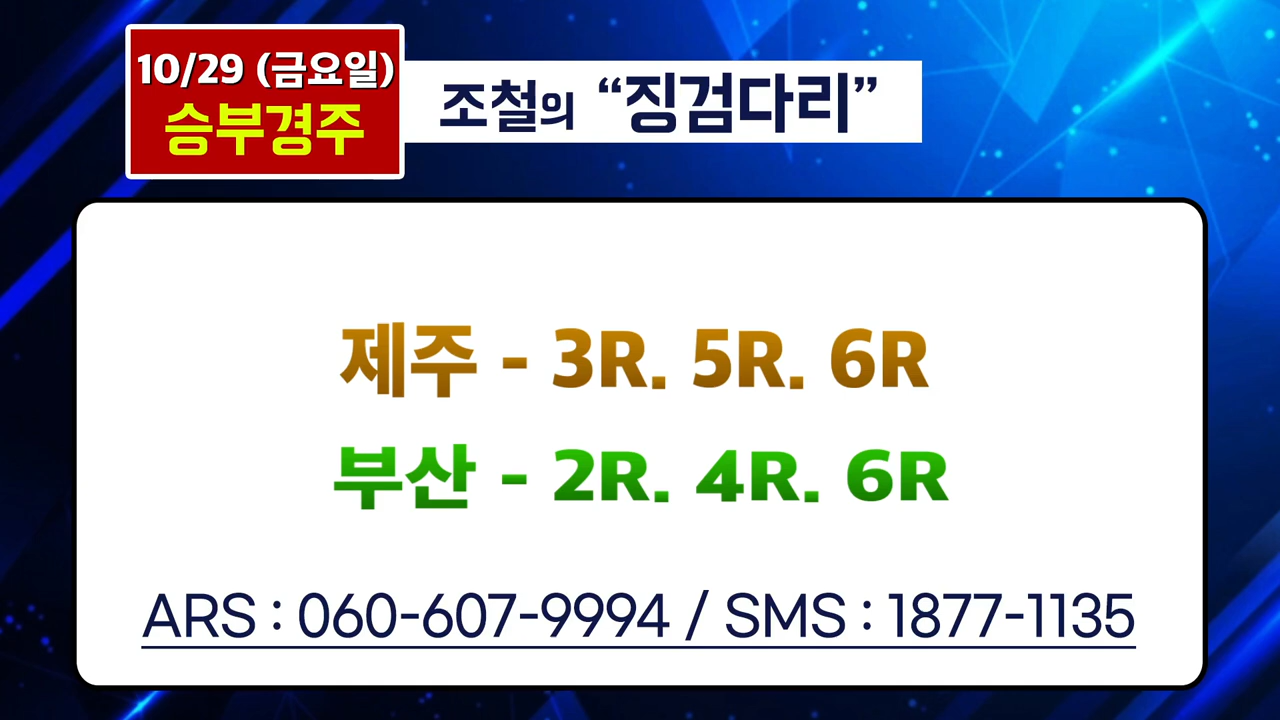 10/29 (금요일)
승부경주
조철의 “징검다리”
제주 - 3R. 5R. 6R
부산 - 2R. 4R. 6R
ARS : 060-607-9994 / SMS : 1877-1135